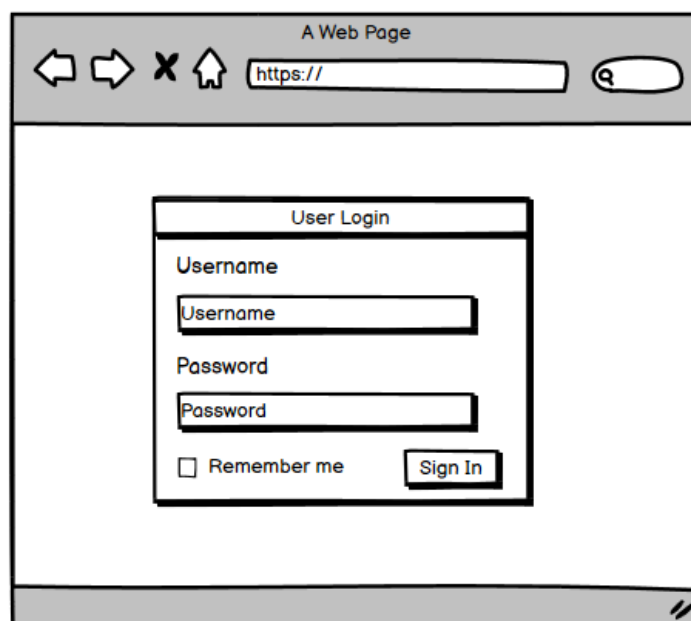 A Web Page
https://
User Login
Username
Username
Password
Password
Remember me Sign In